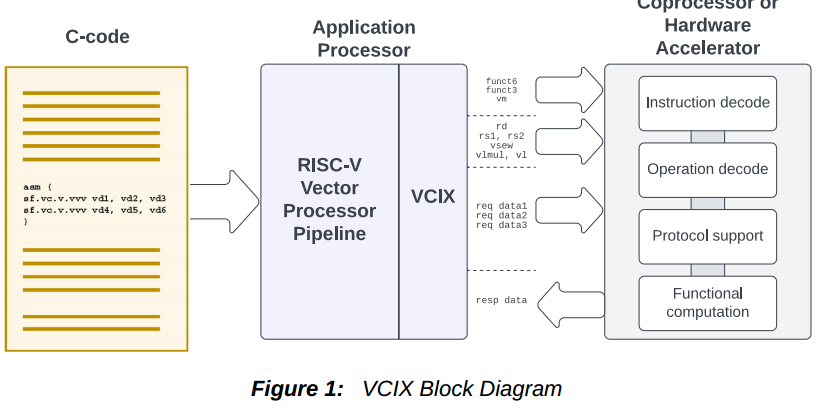 Coprocessor or
Hardware
Accelerator
C-code
Application
Processor
asm (
sf.vc.v.vvv vd1, vd2, vd3
sf.vc.v.vvv vd4, vd5, vd6
)
RISC-V
Vector
Processor
Pipeline
VCIX
funct6
funct3
vm
rd
rs1, rs2
vsew
vlmul, vl
req data1
req data2
req data3
resp data
Instruction decode
Operation decode
Protocol support
Functional
computation
Figure 1: VCIX Block Diagram